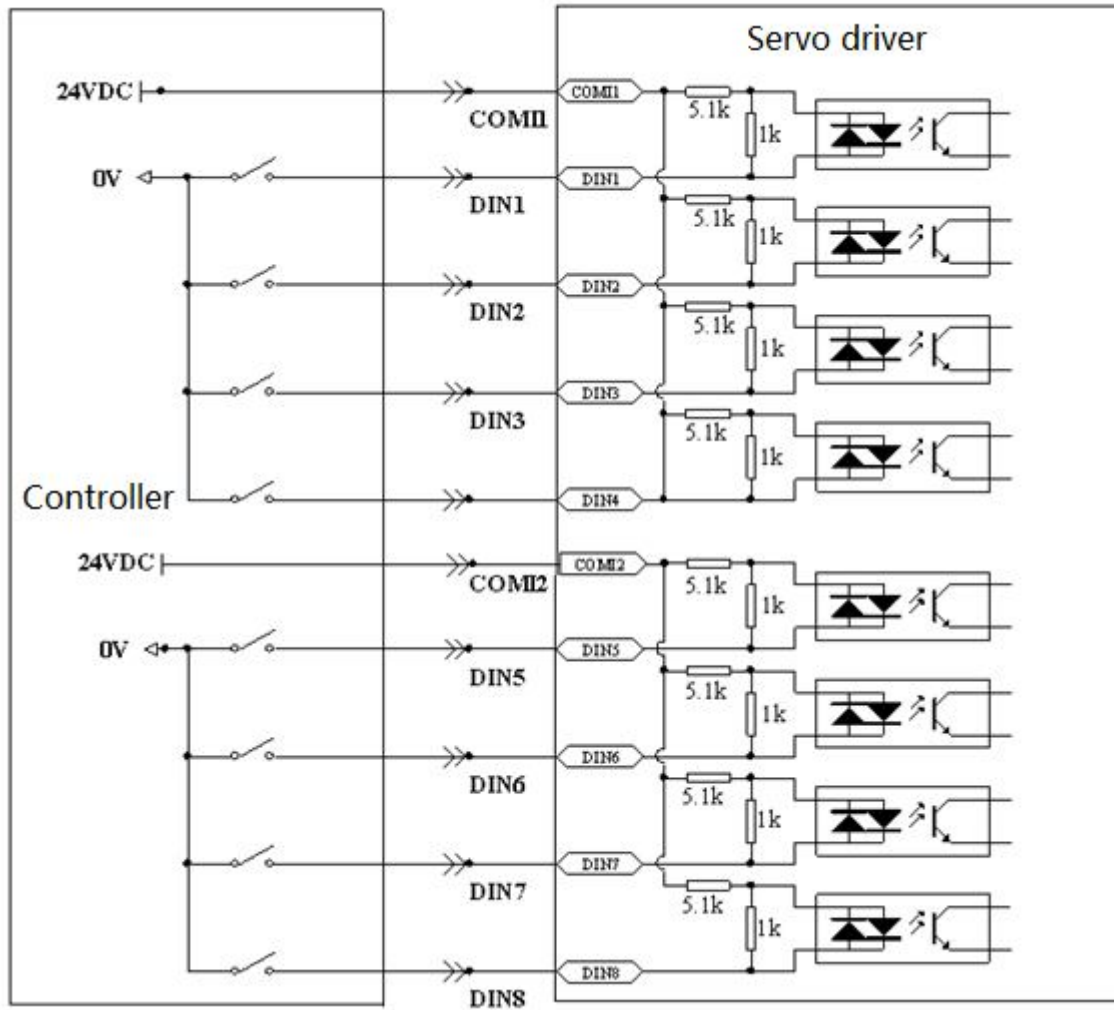 Servo driver
24VDC
COMI1
COMI1
5.1k
1k
0V
DIN1
DIN1
5.1k
1k
DIN2
DIN2
5.1k
1k
DIN3
DIN3
5.1k
1k
Controller
DIN4
24VDC
COMI2
COMI2
5.1k
1k
0V
DIN5
DIN5
5.1k
1k
DIN6
DIN6
5.1k
1k
DIN7
DIN7
5.1k
1k
DIN8
DIN8